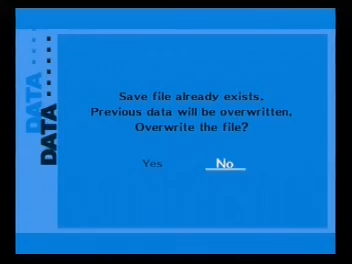 DATA
DATA
Save file already exists.
Previous data will be overwritten.
Overwrite the file?
Yes
No